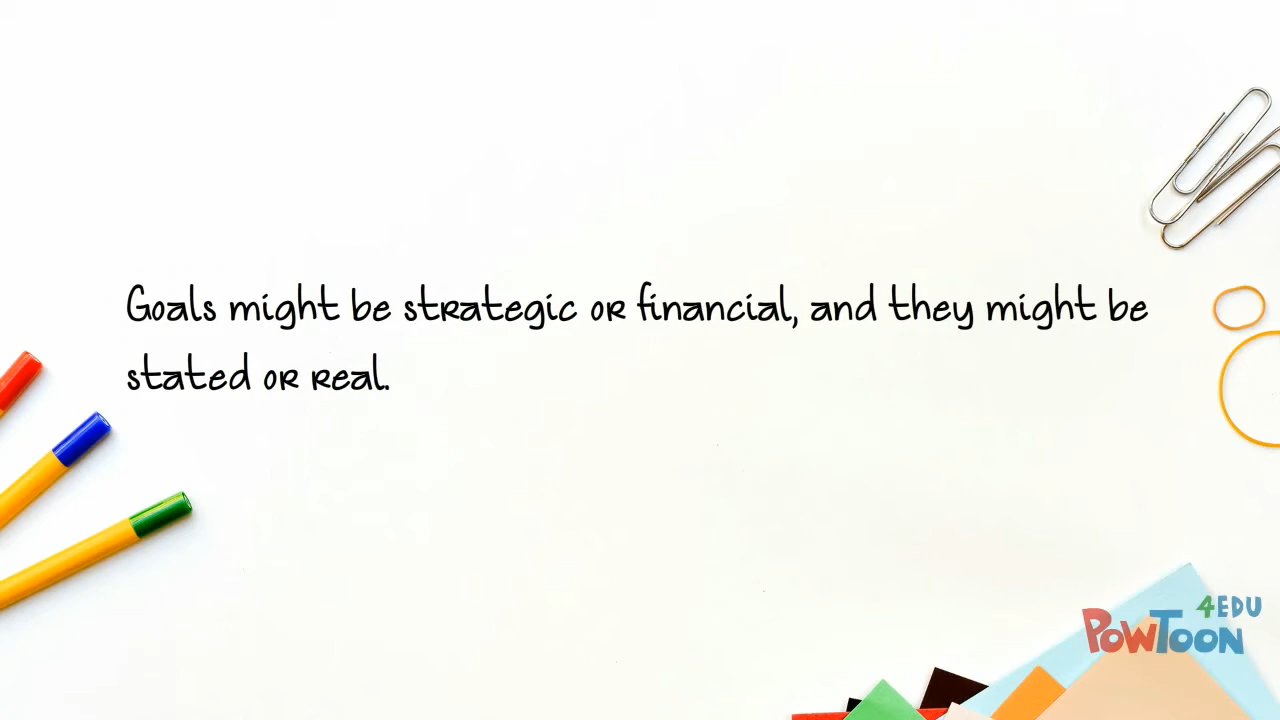 Goals might be strategic or financial, and they might be
stated or real.
4EDU
POWTOON